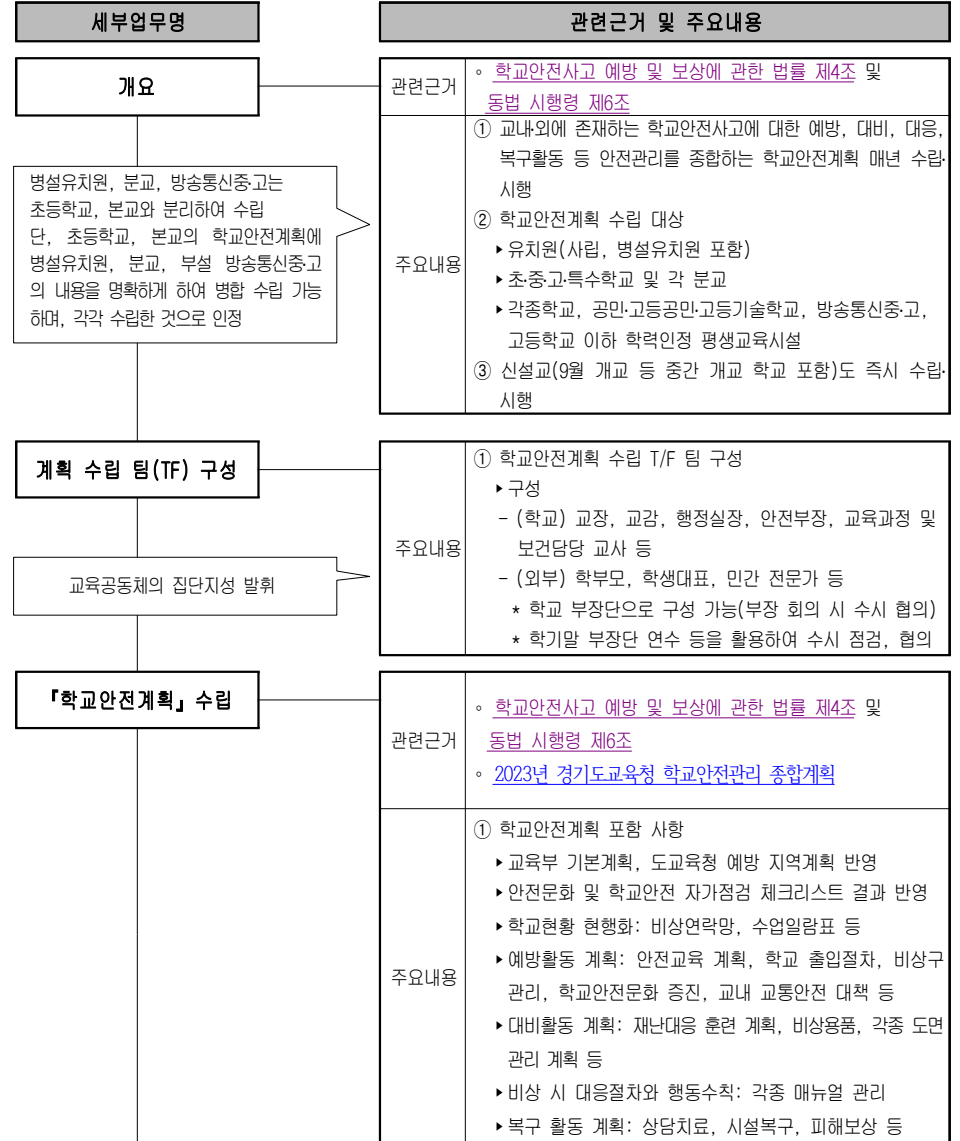 세부업무명
관련근거 및 주요내용
개요
관련근거
◦ 학교안전사고 예방 및 보상에 관한 법률 제4조 및
동법 시행령 제6조
병설유치원, 분교, 방송통신중·고는
초등학교, 본교와 분리하여 수립
단, 초등학교, 본교의 학교안전계획에
병설유치원, 분교, 부설 방송통신중·고
의 내용을 명확하게 하여 병합 수립 가능
하며, 각각 수립한 것으로 인정
주요내용
① 교내·외에 존재하는 학교안전사고에 대한 예방, 대비, 대응,
복구활동 등 안전관리를 종합하는 학교안전계획 매년 수립·
시행
② 학교안전계획 수립 대상
▸유치원(사립, 병설유치원 포함)
▸초·중·고·특수학교 및 각 분교
▸각종학교, 공민·고등공민·고등기술학교, 방송통신중·고,
고등학교 이하 학력인정 평생교육시설
③ 신설교(9월 개교 등 중간 개교 학교 포함)도 즉시 수립·
시행
계획 수립 팀(TF) 구성
교육공동체의 집단지성 발휘
주요내용
① 학교안전계획 수립 T/F 팀 구성
▸구성
- (학교) 교장, 교감, 행정실장, 안전부장, 교육과정 및
보건담당 교사 등
- (외부) 학부모, 학생대표, 민간 전문가 등
* 학교 부장단으로 구성 가능(부장 회의 시 수시 협의)
* 학기말 부장단 연수 등을 활용하여 수시 점검, 협의
『학교안전계획』 수립
관련근거
◦ 학교안전사고 예방 및 보상에 관한 법률 제4조 및
동법 시행령 제6조
◦ 2023년 경기도교육청 학교안전관리 종합계획
주요내용
① 학교안전계획 포함 사항
▸교육부 기본계획, 도교육청 예방 지역계획 반영
▸안전문화 및 학교안전 자가점검 체크리스트 결과 반영
▸학교현황 현행화: 비상연락망, 수업일람표 등
▸예방활동 계획: 안전교육 계획, 학교 출입절차, 비상구
관리, 학교안전문화 증진, 교내 교통안전 대책 등
▸대비활동 계획: 재난대응 훈련 계획, 비상용품, 각종 도면
관리 계획 등
▸비상 시 대응절차와 행동수칙: 각종 매뉴얼 관리
▸복구 활동 계획: 상담치료, 시설복구, 피해보상 등